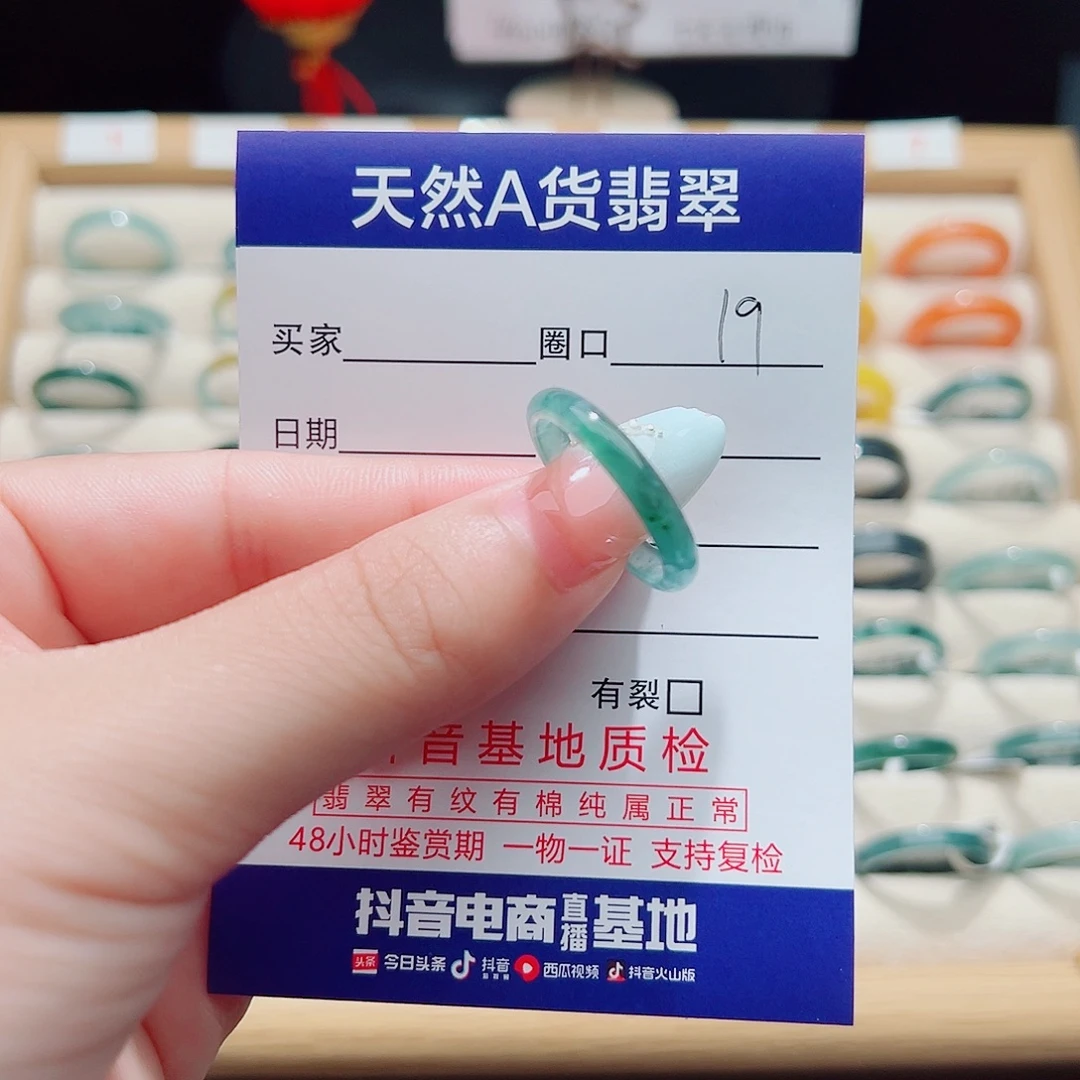 天然A货翡翠
买家 圈口 19
日期
有裂
音基地质检
翡翠有纹有棉纯属正常
48小时鉴赏期 一物一证 支持复检
抖音电商直播基地
头条 今日头条 抖音 西瓜视频 抖音火山版